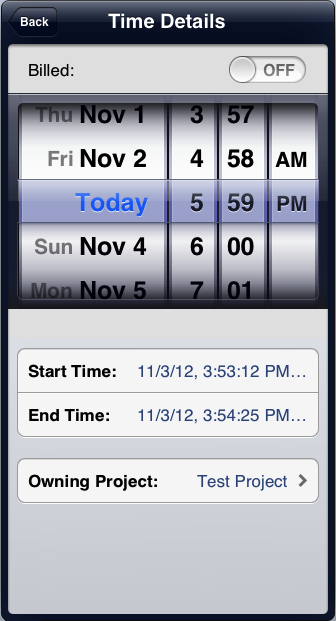 Back Time Details
Billed: OFF
Thu Nov 1 3 57
Fri Nov 2 4 58 AM
Today 5 59 PM
Sun Nov 4 6 00
Mon Nov 5 7 01
Start Time: 11/3/12, 3:53:12 PM...
End Time: 11/3/12, 3:54:25 PM...
Owning Project: Test Project